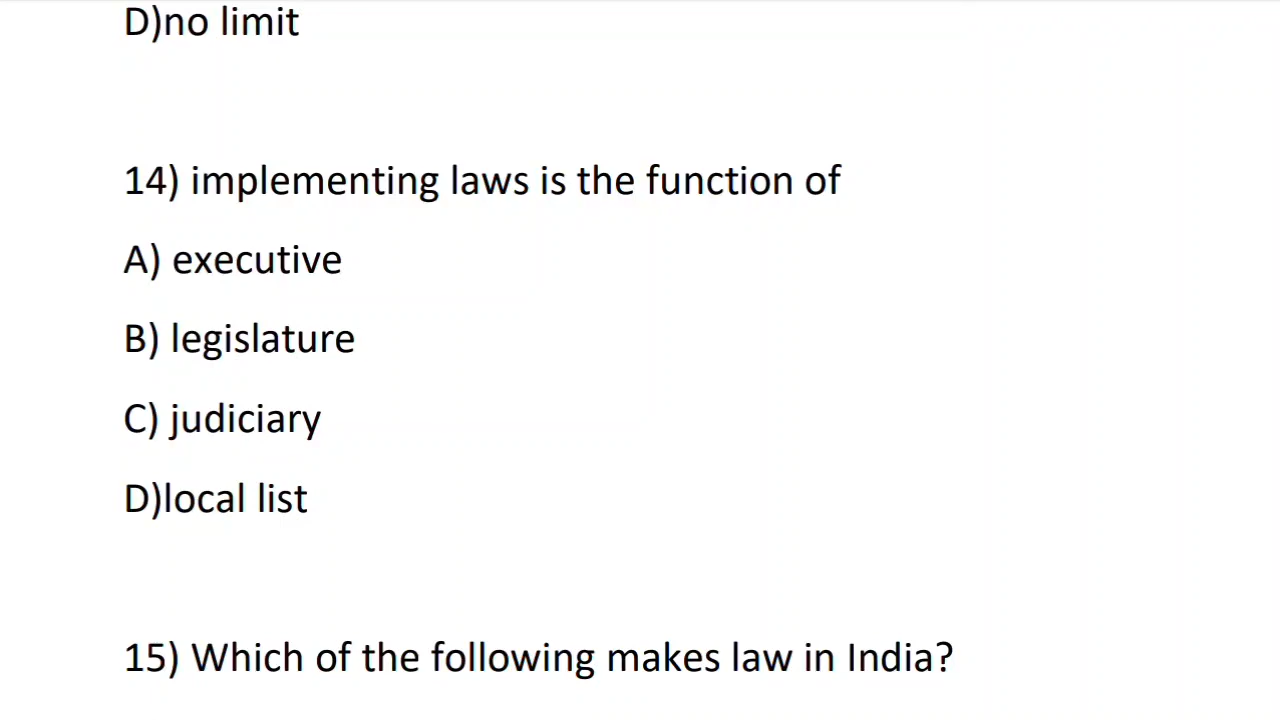 D)no limit
14) implementing laws is the function of
A) executive
B) legislature
C) judiciary
D)local list
15) Which of the following makes law in India?